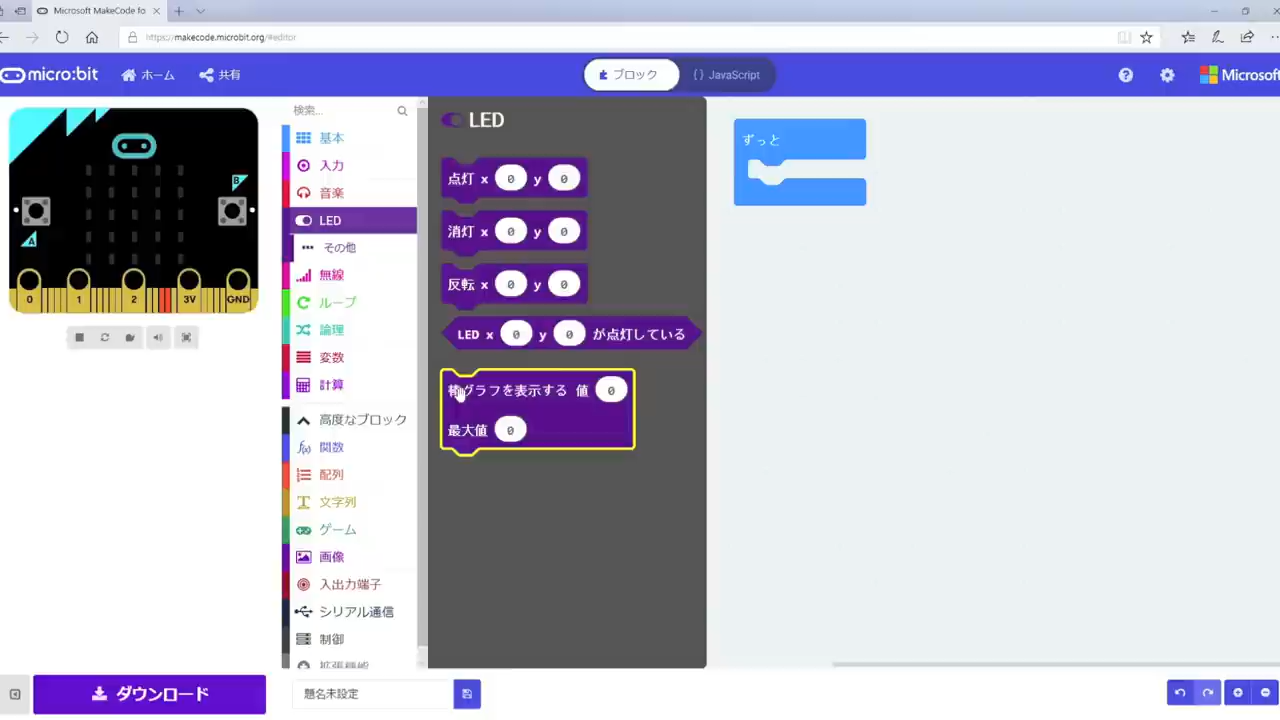 Microsoft MakeCode fo
https://makecode.microbit.org/#editor
micro:bit
ホーム
共有
ブロック
{ } JavaScript
Microsoft
検索...
基本
入力
音楽
LED
その他
無線
ループ
論理
変数
計算
高度なブロック
関数
配列
文字列
ゲーム
画像
入出力端子
シリアル通信
制御
拡張機能
LED
点灯 x 0 y 0
消灯 x 0 y 0
反転 x 0 y 0
LED x 0 y 0 が点灯している
棒グラフを表示する 値 0
最大値 0
ずっと
B
A
0 1 2 3V GND
ダウンロード
題名未設定